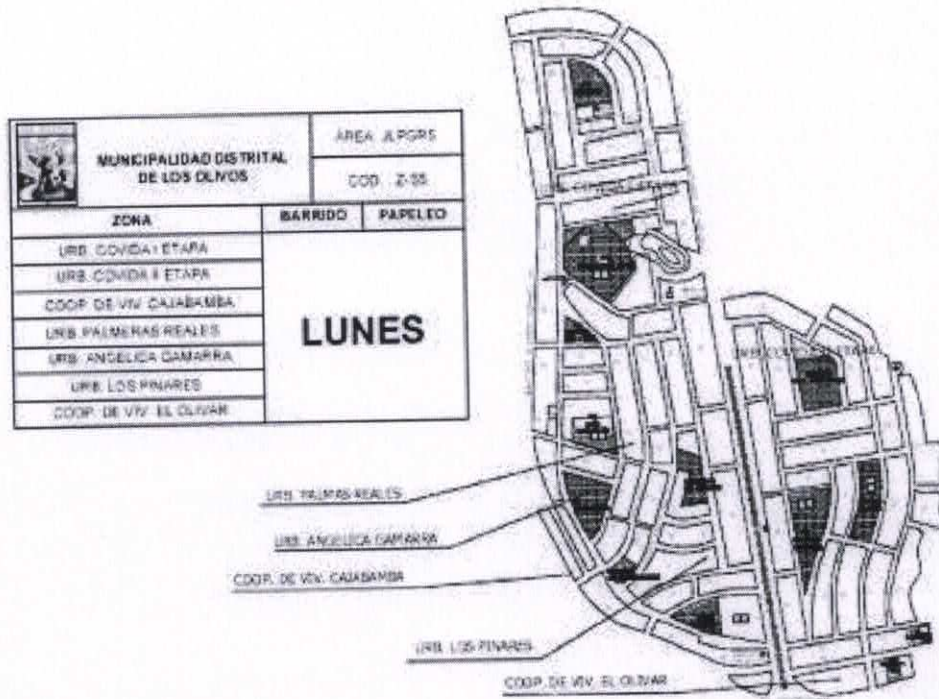 MUNICIPALIDAD DISTRITAL
DE LOS OLIVOS
AREA JLPGRS
COD. Z-05
ZONA
BARRIDO
PAPELEO
URB. COVIDA I ETAPA
URB. COVIDA II ETAPA
COOP. DE VIV. CAJABAMBA
URB. PALMERAS REALES
URB. ANGELICA GAMARRA
URB. LOS PINARES
COOP. DE VIV. EL OLIVAR
LUNES
URB. PALMAS REALES
URB. ANGELICA GAMARRA
COOP. DE VIV. CAJABAMBA
URB. LOS PINARES
COOP. DE VIV. EL OLIVAR